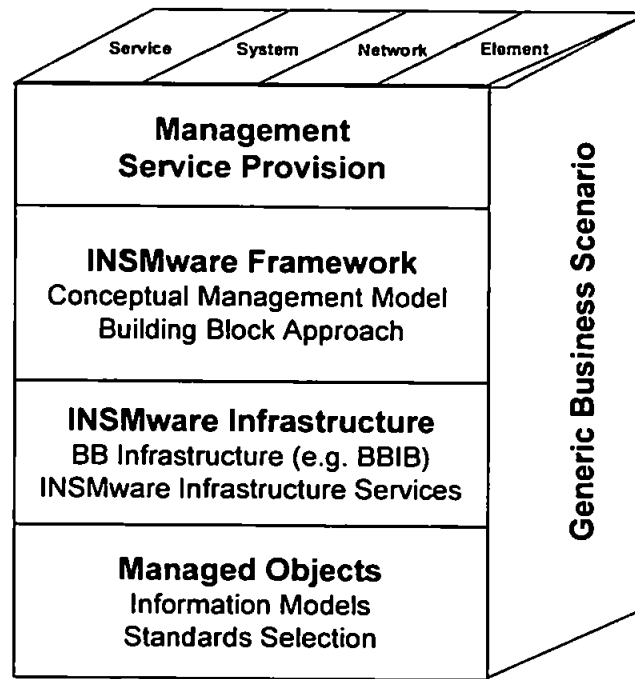 Service System Network Element
Management
Service Provision
INSMware Framework
Conceptual Management Model
Building Block Approach
INSMware Infrastructure
BB Infrastructure (e.g. BBIB)
INSMware Infrastructure Services
Managed Objects
Information Models
Standards Selection
Generic Business Scenario